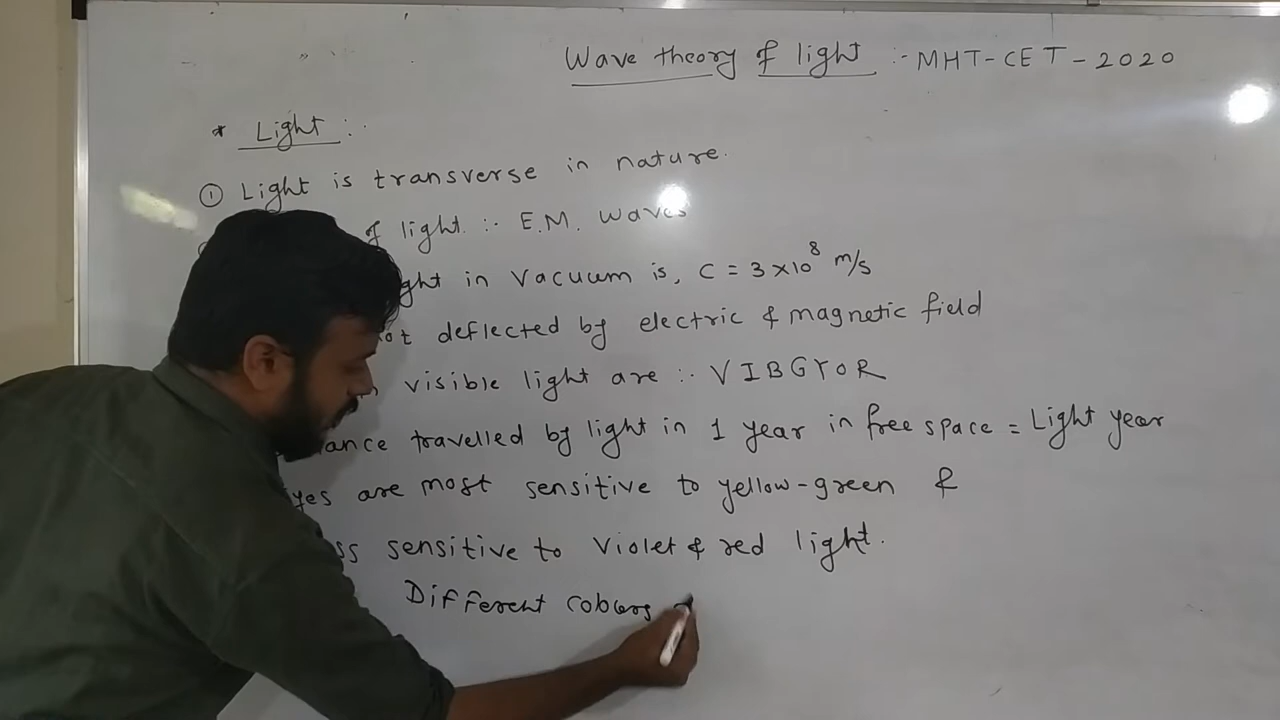 Wave theory of light :- MHT-CET-2020
* Light :-
① Light is transverse in nature.
of light :- E.M. waves
ght in vacuum is, C = 3×10⁸ m/s
ot deflected by electric & magnetic field
visible light are :- VIBGYOR
ance travelled by light in 1 year in free space = Light year
yes are most sensitive to yellow-green &
ss sensitive to violet & red light.
Different colours